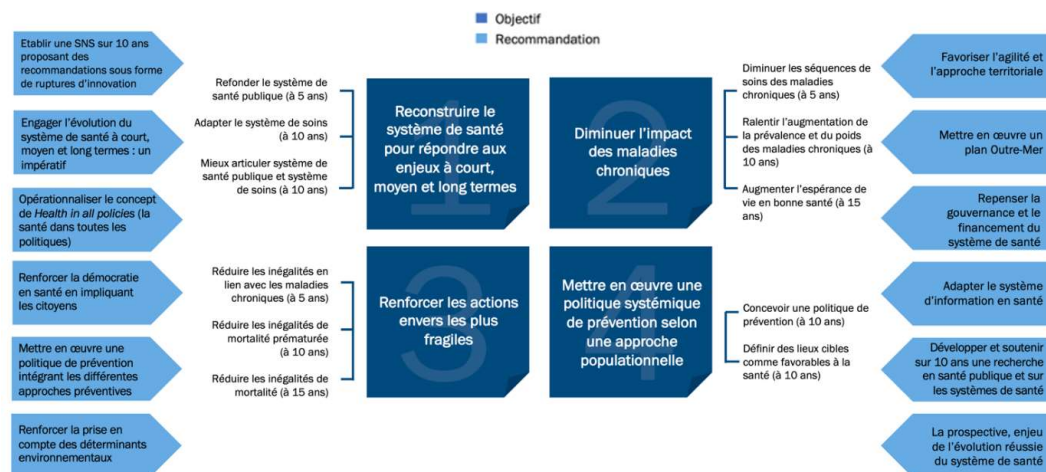 Objectif
Recommandation
Etablir une SNS sur 10 ans
proposant des
recommandations sous forme
de ruptures d'innovation
Engager l'évolution du
système de santé à court,
moyen et long termes : un
impératif
Opérationnaliser le concept
de Health in all policies (la
santé dans toutes les
politiques)
Renforcer la démocratie
en santé en impliquant
les citoyens
Mettre en œuvre une
politique de prévention
intégrant les différentes
approches préventives
Renforcer la prise en
compte des déterminants
environnementaux
Refonder le système de
santé publique (à 5 ans)
Adapter le système de soins
(à 10 ans)
Mieux articuler système de
santé publique et système
de soins (à 10 ans)
1
Reconstruire le
système de santé
pour répondre aux
enjeux à court,
moyen et long termes
2
Diminuer l'impact
des maladies
chroniques
Diminuer les séquences de
soins des maladies
chroniques (à 5 ans)
Ralentir l'augmentation de
la prévalence et du poids
des maladies chroniques (à
10 ans)
Augmenter l'espérance de
vie en bonne santé (à 15
ans)
Réduire les inégalités en
lien avec les maladies
chroniques (à 5 ans)
Réduire les inégalités de
mortalité prématurée
(à 10 ans)
Réduire les inégalités de
mortalité (à 15 ans)
3
Renforcer les actions
envers les plus
fragiles
4
Mettre en œuvre une
politique systémique
de prévention selon
une approche
populationnelle
Concevoir une politique de
prévention (à 10 ans)
Définir des lieux cibles
comme favorables à la
santé (à 10 ans)
Favoriser l'agilité et
l'approche territoriale
Mettre en œuvre un
plan Outre-Mer
Repenser la
gouvernance et le
financement du
système de santé
Adapter le système
d'information en santé
Développer et soutenir
sur 10 ans une recherche
en santé publique et sur
les systèmes de santé
La prospective, enjeu
de l'évolution réussie
du système de santé